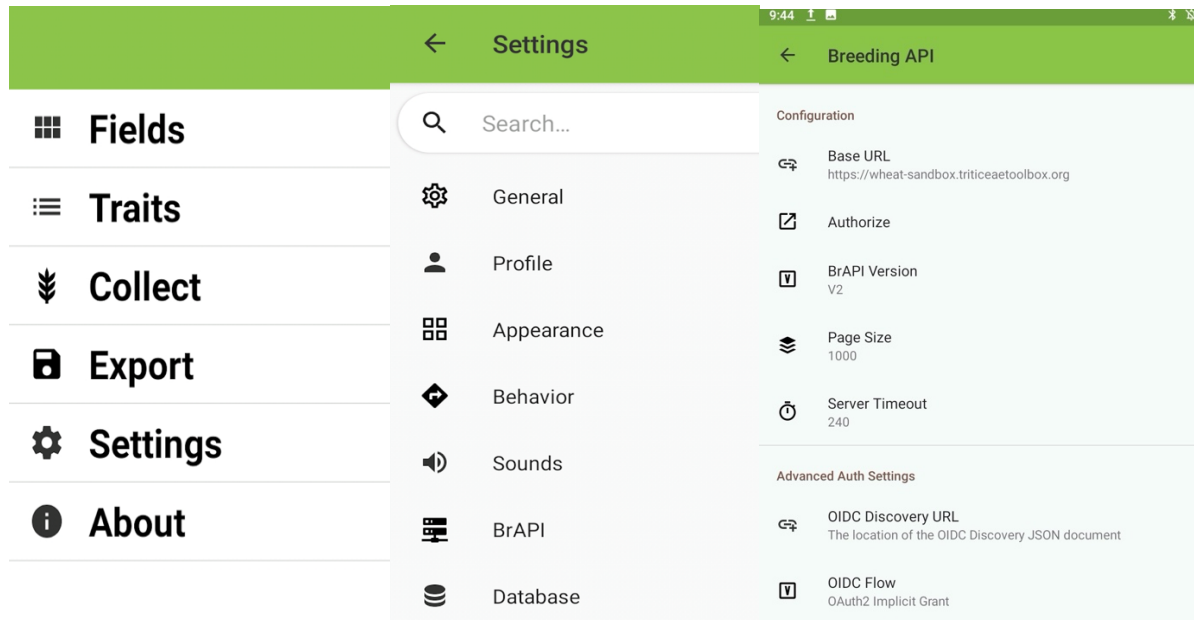 Fields
Traits
Collect
Export
Settings
About
Settings
Search...
General
Profile
Appearance
Behavior
Sounds
BrAPI
Database
9:44
Breeding API
Configuration
Base URL
https://wheat-sandbox.triticeaetoolbox.org
Authorize
BrAPI Version
V2
Page Size
1000
Server Timeout
240
Advanced Auth Settings
OIDC Discovery URL
The location of the OIDC Discovery JSON document
OIDC Flow
OAuth2 Implicit Grant